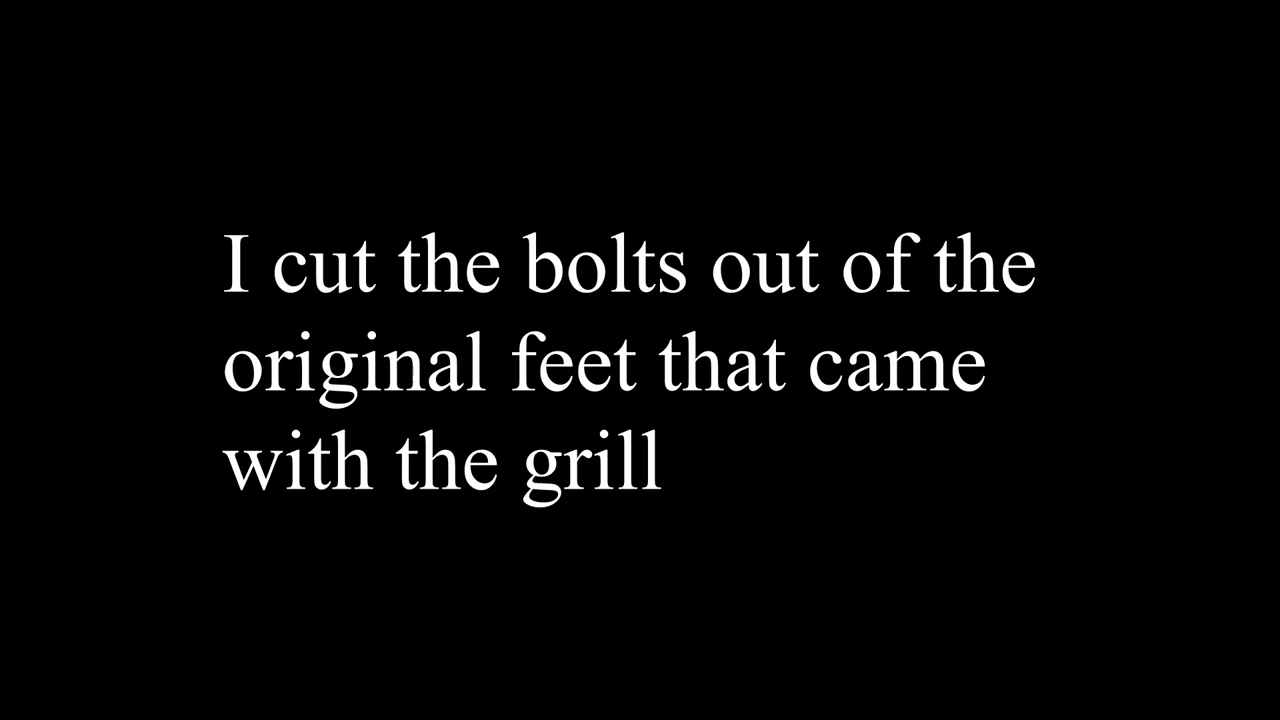 I cut the bolts out of the
original feet that came
with the grill